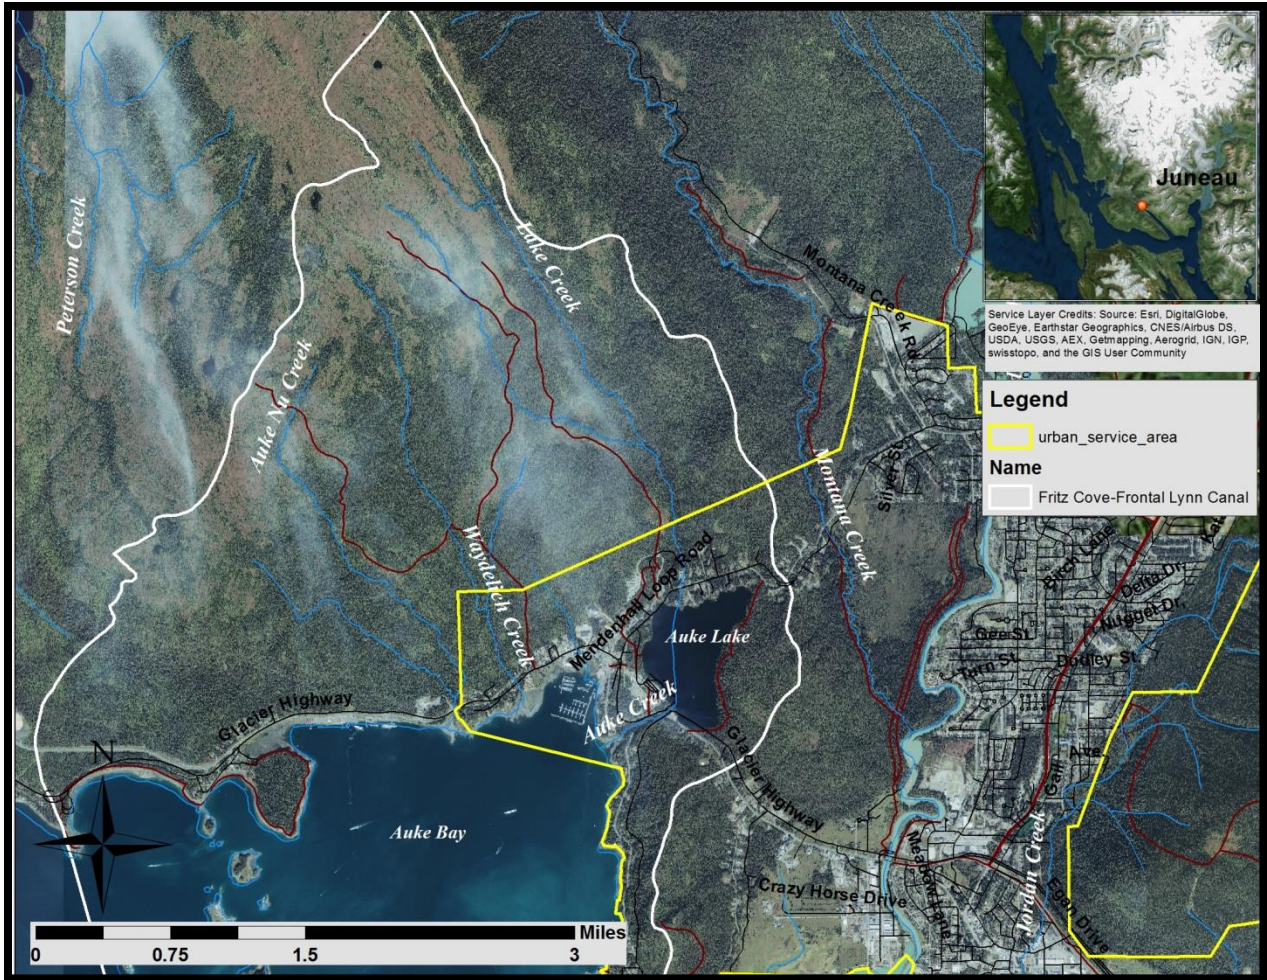 Juneau
Service Layer Credits: Source: Esri, DigitalGlobe,
GeoEye, Earthstar Geographics, CNES/Airbus DS,
USDA, USGS, AEX, Getmapping, Aerogrid, IGN, IGP,
swisstopo, and the GIS User Community
Legend
urban_service_area
Name
Fritz Cove-Frontal Lynn Canal
Peterson Creek
Lake Creek
Montana Creek Rd
Auke Nu Creek
Montana Creek
Silver St.
Waydelich Creek
Mendenhall Loop Road
Birch Lane
Delta Dr.
Nugget Dr.
Gee St.
Turn St.
Dudley St.
Auke Lake
Auke Creek
Glacier Highway
Glacier Highway
Ave.
Gail
Auke Bay
Crazy Horse Drive
Meadow Lane
Jordan Creek
Egan Drive
N
0 0.75 1.5 3 Miles